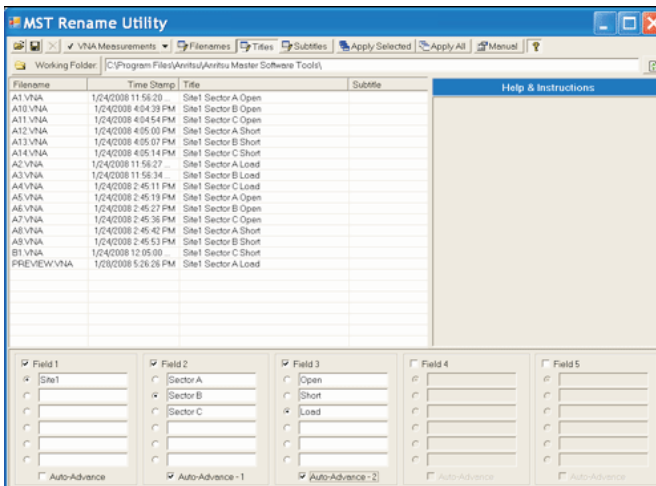 MST Rename Utility
VNA Measurements Filenames Titles Subtitles Apply Selected Apply All Manual ?
Working Folder: C:\Program Files\Anritsu\Anritsu Master Software Tools\
Filename Time Stamp Title Subtitle
Help & Instructions
A1.VNA 1/24/2008 11:56:20 ... Site1 Sector A Open
A10.VNA 1/24/2008 4:04:39 PM Site1 Sector B Open
A11.VNA 1/24/2008 4:04:54 PM Site1 Sector C Open
A12.VNA 1/24/2008 4:05:00 PM Site1 Sector A Short
A13.VNA 1/24/2008 4:05:07 PM Site1 Sector B Short
A14.VNA 1/24/2008 4:05:14 PM Site1 Sector C Short
A2.VNA 1/24/2008 11:56:27 ... Site1 Sector A Load
A3.VNA 1/24/2008 11:56:34 ... Site1 Sector B Load
A4.VNA 1/24/2008 2:45:11 PM Site1 Sector C Load
A5.VNA 1/24/2008 2:45:19 PM Site1 Sector A Open
A6.VNA 1/24/2008 2:45:27 PM Site1 Sector B Open
A7.VNA 1/24/2008 2:45:36 PM Site1 Sector C Open
A8.VNA 1/24/2008 2:45:42 PM Site1 Sector A Short
A9.VNA 1/24/2008 2:45:53 PM Site1 Sector B Short
B1.VNA 1/24/2008 12:05:00 ... Site1 Sector C Short
PREVIEW.VNA 1/28/2008 5:26:26 PM Site1 Sector A Load
Field 1 Field 2 Field 3 Field 4 Field 5
Site1 Sector A Open
Sector B Short
Sector C Load
Auto-Advance Auto-Advance - 1 Auto-Advance - 2 Auto-Advance Auto-Advance